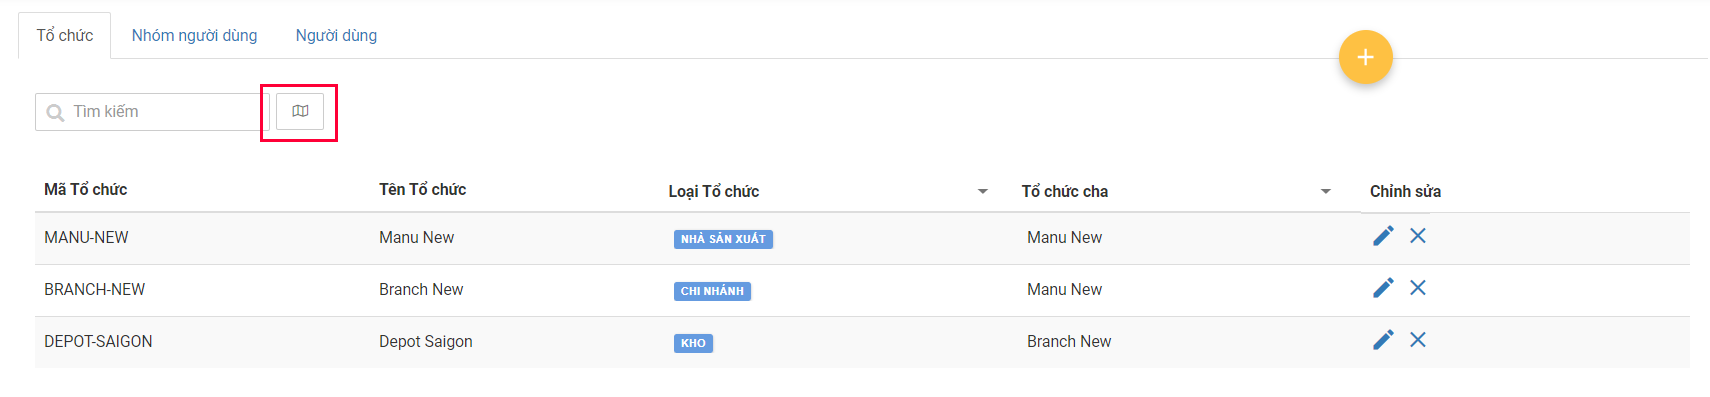 Tổ chức Nhóm người dùng Người dùng
+
Tìm kiếm
Mã Tổ chức Tên Tổ chức Loại Tổ chức Tổ chức cha Chỉnh sửa
MANU-NEW Manu New NHÀ SẢN XUẤT Manu New
BRANCH-NEW Branch New CHI NHÁNH Manu New
DEPOT-SAIGON Depot Saigon KHO Branch New